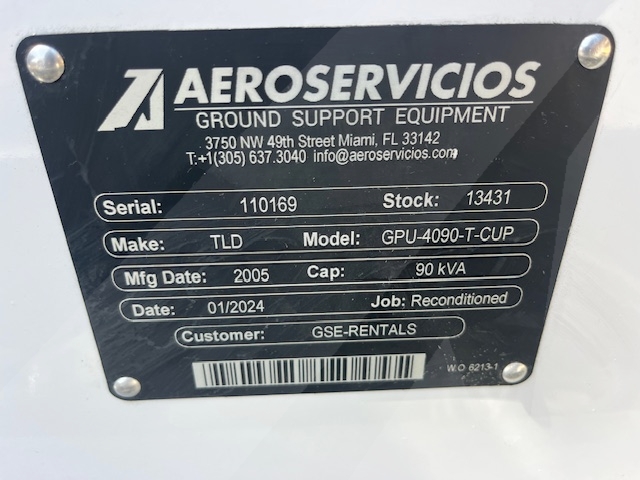 AEROSERVICIOS
GROUND SUPPORT EQUIPMENT
3750 NW 49th Street Miami, FL 33142
T:+1(305) 637.3040 info@aeroservicios.com
Serial: 110169 Stock: 13431
Make: TLD Model: GPU-4090-T-CUP
Mfg Date: 2005 Cap: 90 kVA
Date: 01/2024 Job: Reconditioned
Customer: GSE-RENTALS
W.O 6213-1